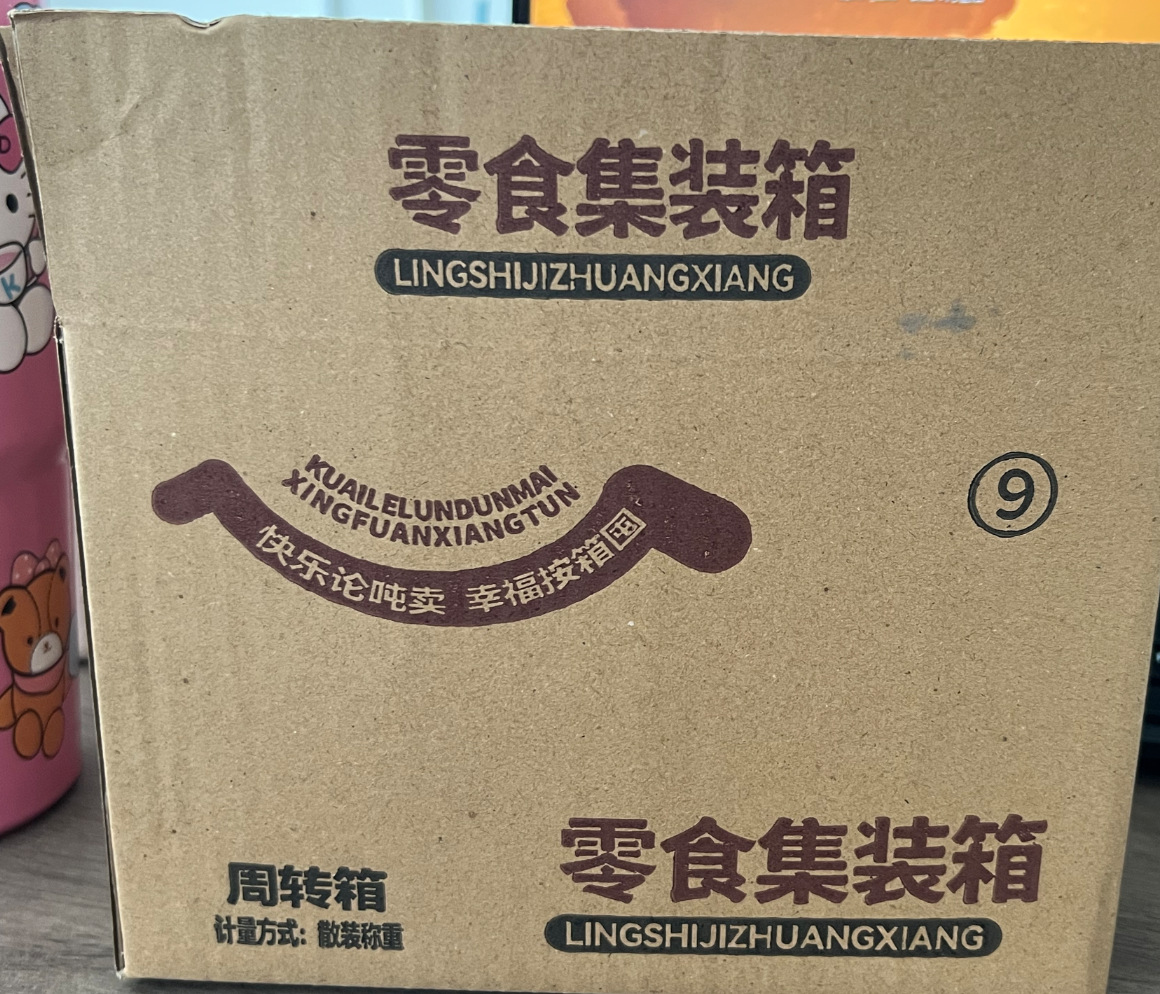 零食集装箱
LINGSHIJIZHUANGXIANG
KUAILELUNDUNMAI
XINGFUANXIANGTUN
快乐论吨卖 幸福按箱囤
⑨
周转箱
计量方式：散装称重
零食集装箱
LINGSHIJIZHUANGXIANG
K